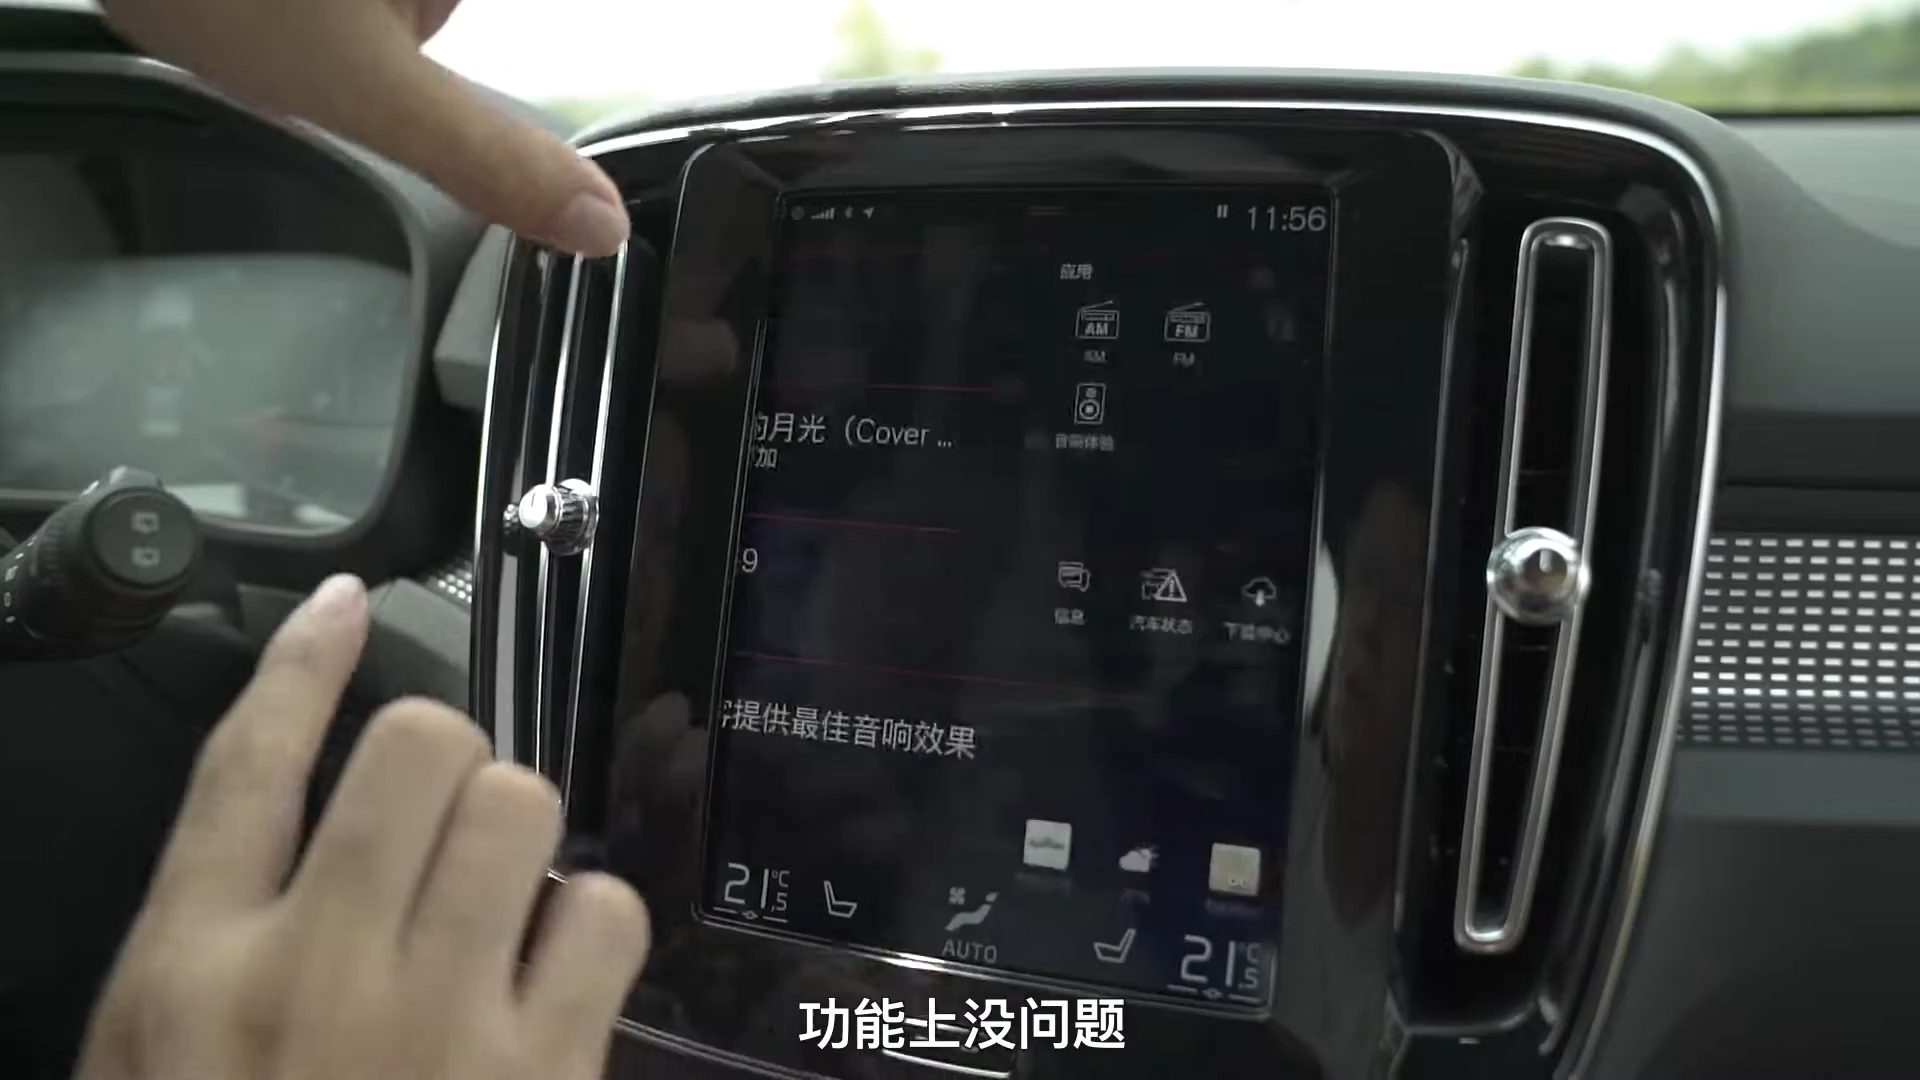 11:56
应用
AM
FM
AM
FM
的月光（Cover ...
加
音响体验
9
信息
汽车状态
下载中心
提供最佳音响效果
21.5°C
AUTO
21.5°C
功能上没问题